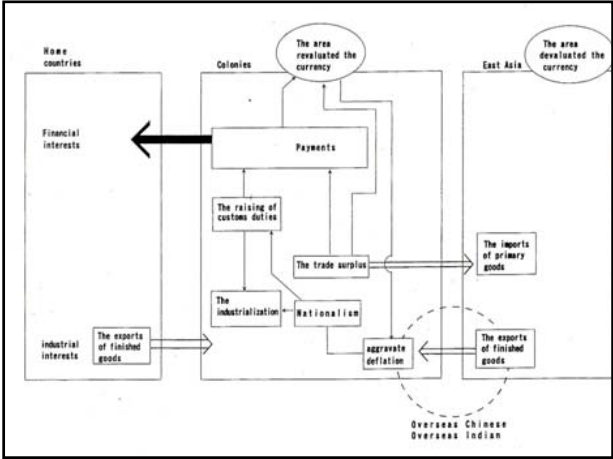 Home
countries
Colonies
The area
revaluated the
currency
East Asia
The area
devaluated the
currency
Financial
interests
Payments
The raising of
customs duties
The trade surplus
The imports
of primary
goods
The
industrialization
Nationalism
industrial
interests
The exports
of finished
goods
aggravate
deflation
The exports
of finished
goods
Overseas Chinese
Overseas Indian